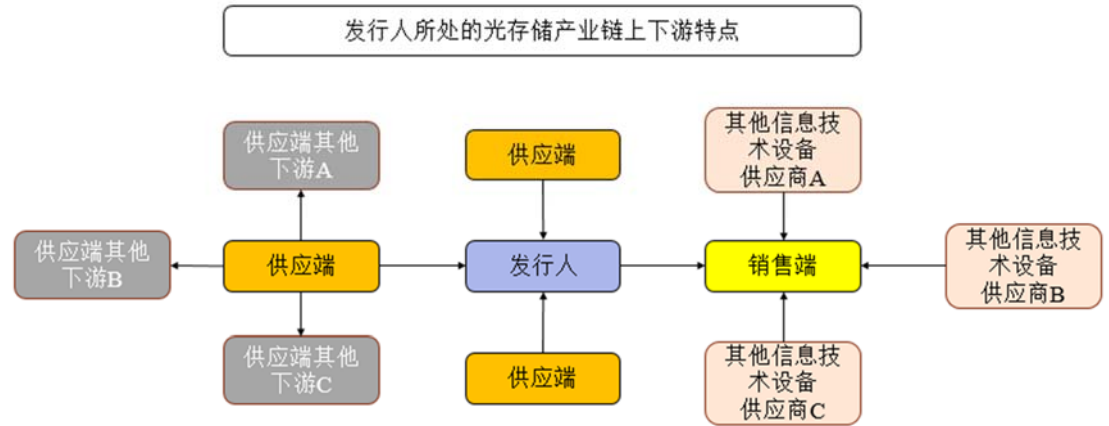 发行人所处的光存储产业链上下游特点
供应端其他
下游A
供应端
其他信息技
术设备
供应商A
供应端其他
下游B
供应端
发行人
销售端
其他信息技
术设备
供应商B
供应端其他
下游C
供应端
其他信息技
术设备
供应商C